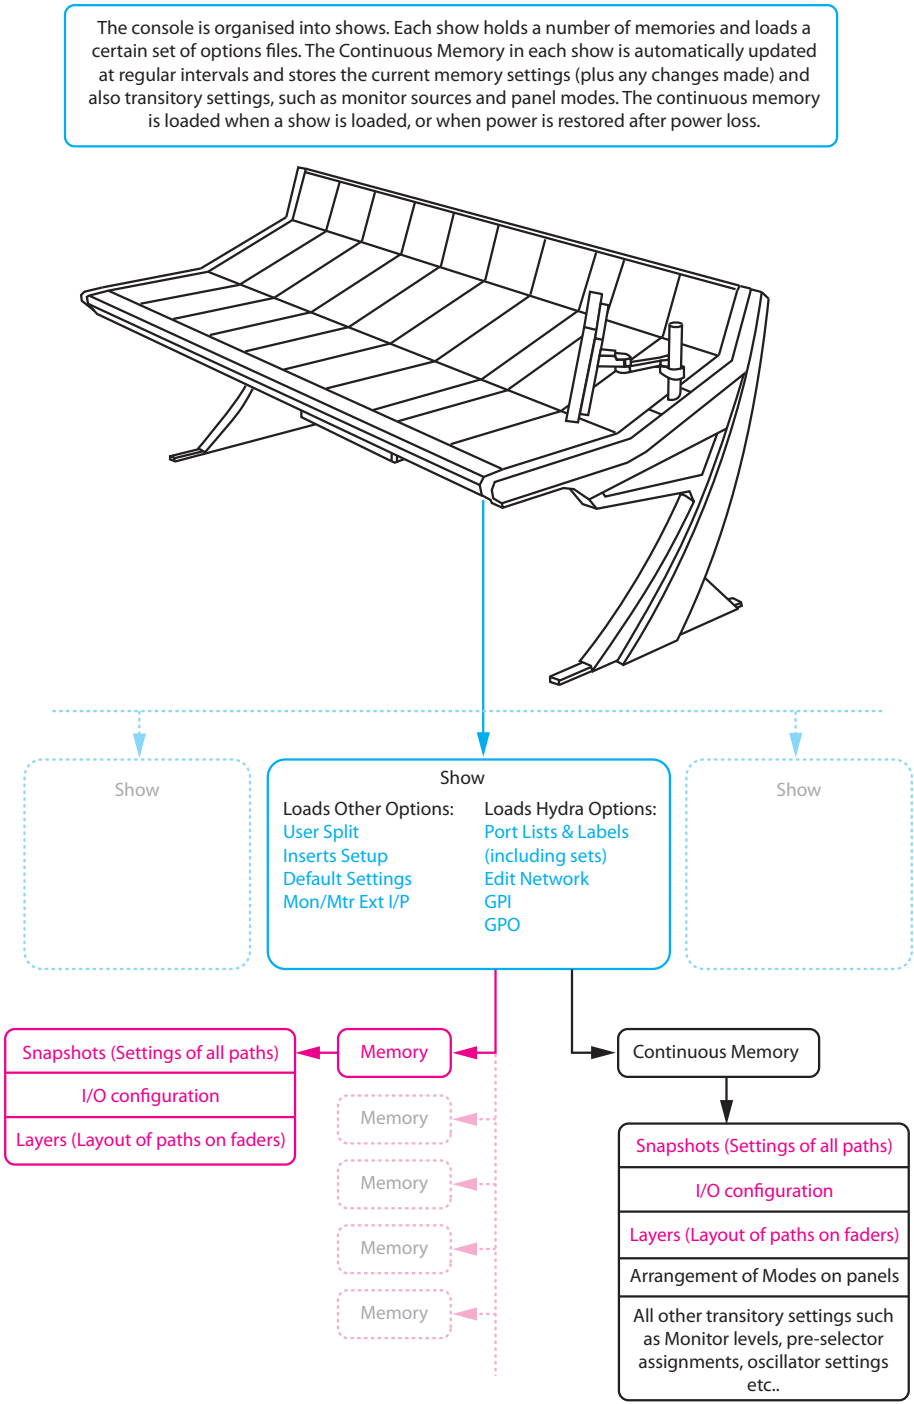 The console is organised into shows. Each show holds a number of memories and loads a
certain set of options files. The Continuous Memory in each show is automatically updated
at regular intervals and stores the current memory settings (plus any changes made) and
also transitory settings, such as monitor sources and panel modes. The continuous memory
is loaded when a show is loaded, or when power is restored after power loss.
Show
Show
Loads Other Options:
User Split
Inserts Setup
Default Settings
Mon/Mtr Ext I/P
Loads Hydra Options:
Port Lists & Labels
(including sets)
Edit Network
GPI
GPO
Show
Snapshots (Settings of all paths)
I/O configuration
Layers (Layout of paths on faders)
Memory
Memory
Memory
Memory
Memory
Continuous Memory
Snapshots (Settings of all paths)
I/O configuration
Layers (Layout of paths on faders)
Arrangement of Modes on panels
All other transitory settings such
as Monitor levels, pre-selector
assignments, oscillator settings
etc..